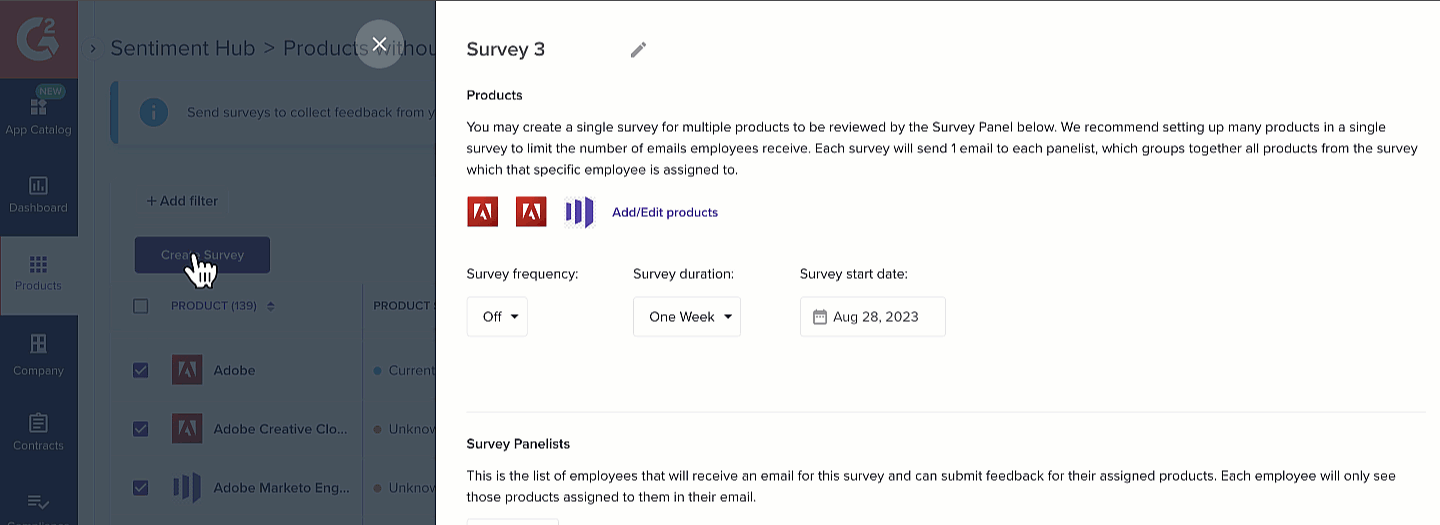 G2
NEW
App Catalog
Dashboard
Products
Company
Contracts
Sentiment Hub > Products withou
Send surveys to collect feedback from y
+ Add filter
Create Survey
PRODUCT (139)
PRODUCT
Adobe
Current
Adobe Creative Clo...
Unknow
Adobe Marketo Eng...
Unknow
Survey 3
Products
You may create a single survey for multiple products to be reviewed by the Survey Panel below. We recommend setting up many products in a single
survey to limit the number of emails employees receive. Each survey will send 1 email to each panelist, which groups together all products from the survey
which that specific employee is assigned to.
Add/Edit products
Survey frequency:
Survey duration:
Survey start date:
Off
One Week
Aug 28, 2023
Survey Panelists
This is the list of employees that will receive an email for this survey and can submit feedback for their assigned products. Each employee will only see
those products assigned to them in their email.